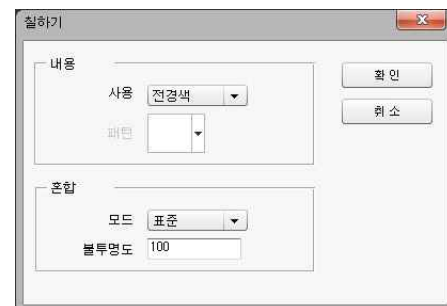 칠하기
내용
사용 전경색
패턴
확인
취소
혼합
모드 표준
불투명도 100